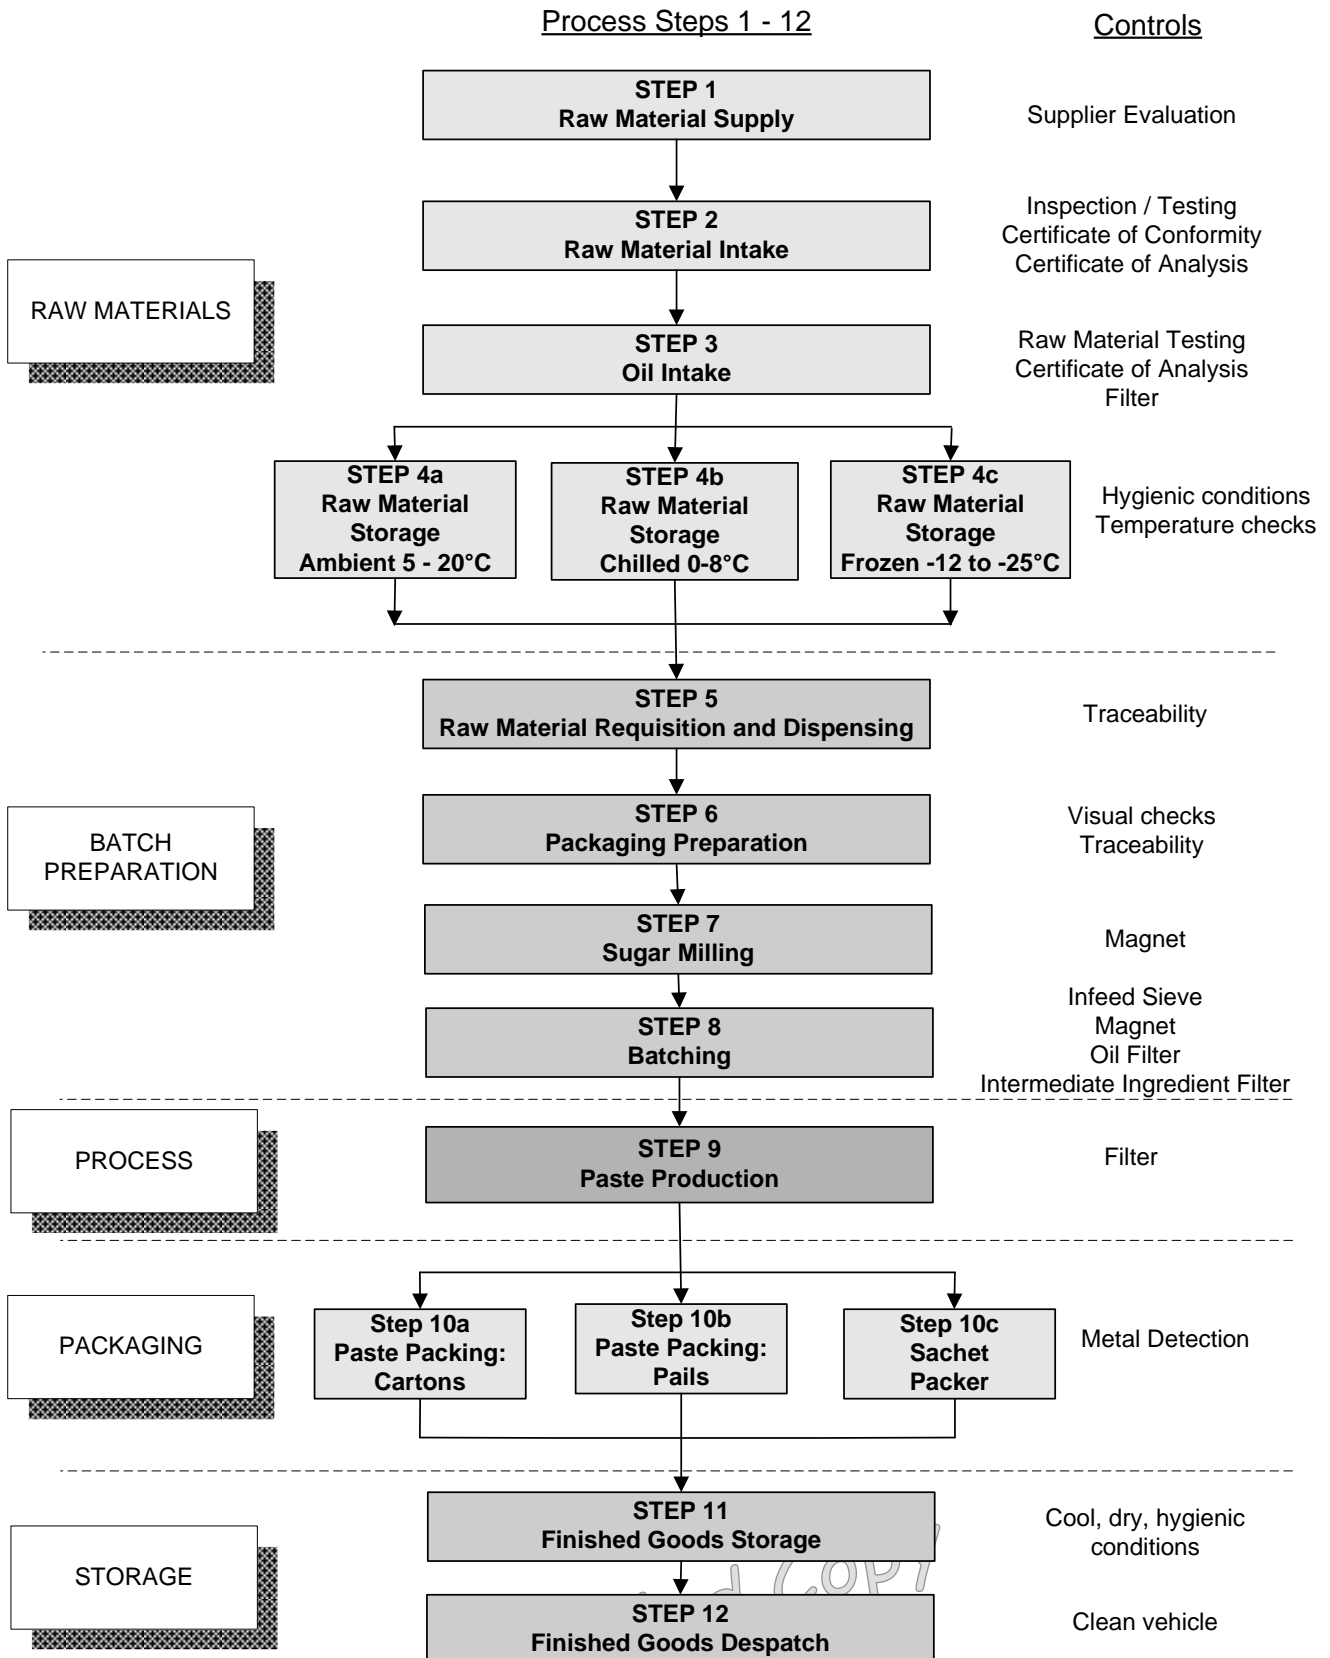 Process Steps 1 - 12
Controls
STEP 1
Raw Material Supply
Supplier Evaluation
STEP 2
Raw Material Intake
Inspection / Testing
Certificate of Conformity
Certificate of Analysis
RAW MATERIALS
STEP 3
Oil Intake
Raw Material Testing
Certificate of Analysis
Filter
STEP 4a
Raw Material
Storage
Ambient 5 - 20°C
STEP 4b
Raw Material
Storage
Chilled 0-8°C
STEP 4c
Raw Material
Storage
Frozen -12 to -25°C
Hygienic conditions
Temperature checks
STEP 5
Raw Material Requisition and Dispensing
Traceability
BATCH
PREPARATION
STEP 6
Packaging Preparation
Visual checks
Traceability
STEP 7
Sugar Milling
Magnet
STEP 8
Batching
Infeed Sieve
Magnet
Oil Filter
Intermediate Ingredient Filter
PROCESS
STEP 9
Paste Production
Filter
PACKAGING
Step 10a
Paste Packing:
Cartons
Step 10b
Paste Packing:
Pails
Step 10c
Sachet
Packer
Metal Detection
STORAGE
STEP 11
Finished Goods Storage
Cool, dry, hygienic
conditions
Copy
STEP 12
Finished Goods Despatch
Clean vehicle